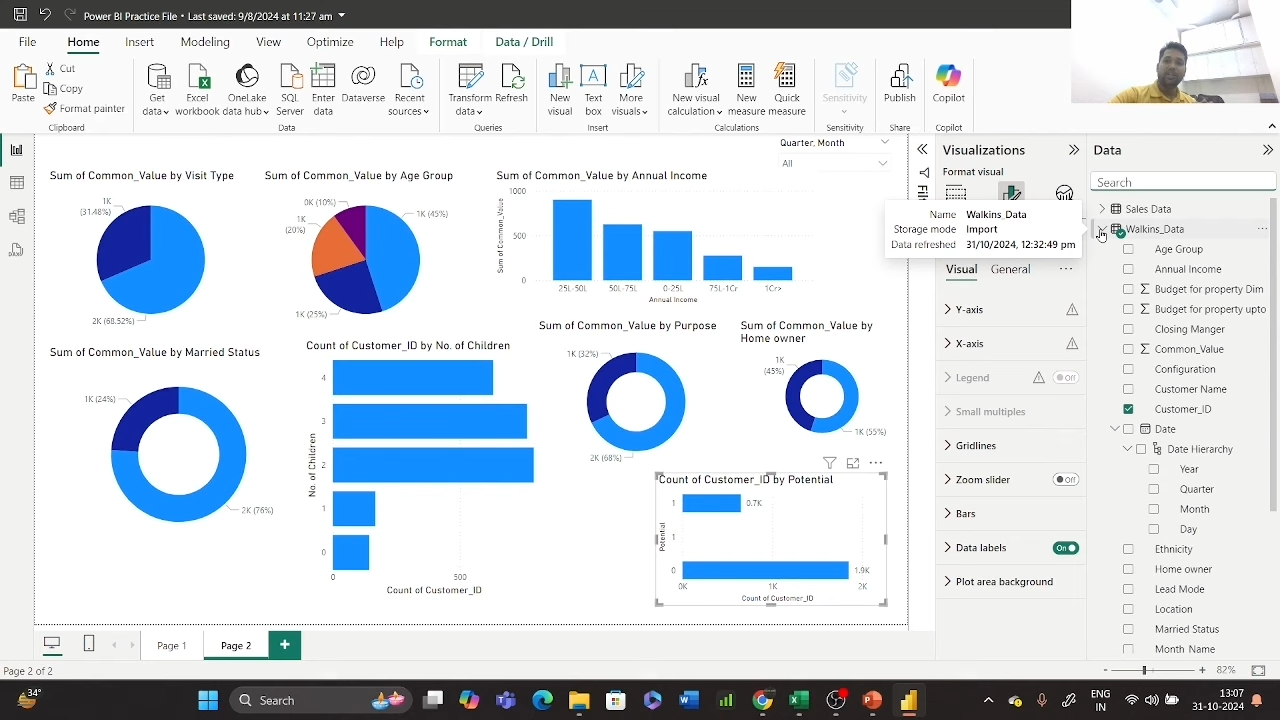 Power BI Practice File • Last saved: 9/8/2024 at 11:27 am
File Home Insert Modeling View Optimize Help Format Data / Drill
Paste
Cut
Copy
Format painter
Clipboard
Get data
Excel workbook
OneLake data hub
SQL Server
Enter data
Dataverse
Recent sources
Data
Transform data
Refresh
Queries
New visual
Text box
More visuals
Insert
New visual calculation
New measure
Quick measure
Calculations
Sensitivity
Sensitivity
Publish
Share
Copilot
Copilot
Quarter, Month
All
Sum of Common_Value by Visit Type
1K
(31.48%)
2K (68.52%)
Sum of Common_Value by Age Group
0K (10%)
1K (45%)
1K
(20%)
1K (25%)
Sum of Common_Value by Annual Income
Sum of Common_Value
1000
500
0
25L-50L 50L-75L 0-25L 75L-1Cr 1Cr>
Annual Income
Sum of Common_Value by Married Status
1K (24%)
2K (76%)
Count of Customer_ID by No. of Children
No. of Children
4
3
2
1
0
0 500
Count of Customer_ID
Sum of Common_Value by Purpose
1K (32%)
2K (68%)
Sum of Common_Value by
Home owner
1K
(45%)
1K (55%)
Count of Customer_ID by Potential
Potential
1 0.7K
1
0 1.9K
0K 1K 2K
Count of Customer_ID
Visualizations
Format visual
Name Walkins_Data
Storage mode Import
Data refreshed 31/10/2024, 12:32:49 pm
Visual General
Y-axis
X-axis
Legend Off
Small multiples
Gridlines
Zoom slider Off
Bars
Data labels On
Plot area background
Data
Search
Sales Data
Walkins_Data
Age Group
Annual Income
Budget for property Dim
Budget for property upto
Closing Manger
Common_Value
Configuration
Customer Name
Customer_ID
Date
Date Hierarchy
Year
Quarter
Month
Day
Ethnicity
Home owner
Lead Mode
Location
Married Status
Month Name
Page 1 Page 2
Page 2 of 2
82%
34°
Search
ENG
IN
13:07
31-10-2024